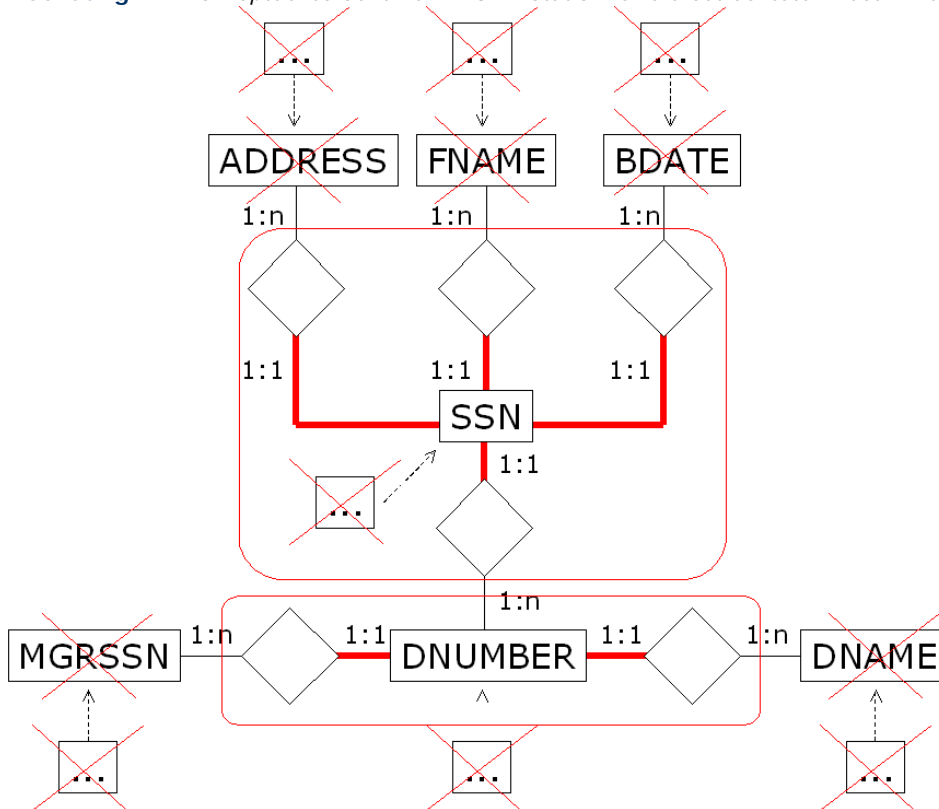 ... ... ...
ADDRESS FNAME BDATE
1:n 1:n 1:n
1:1 1:1 1:1
SSN
1:1
...
1:n
1:n 1:1 1:1 1:n
MGRSSN DNUMBER DNAME
... ... ...